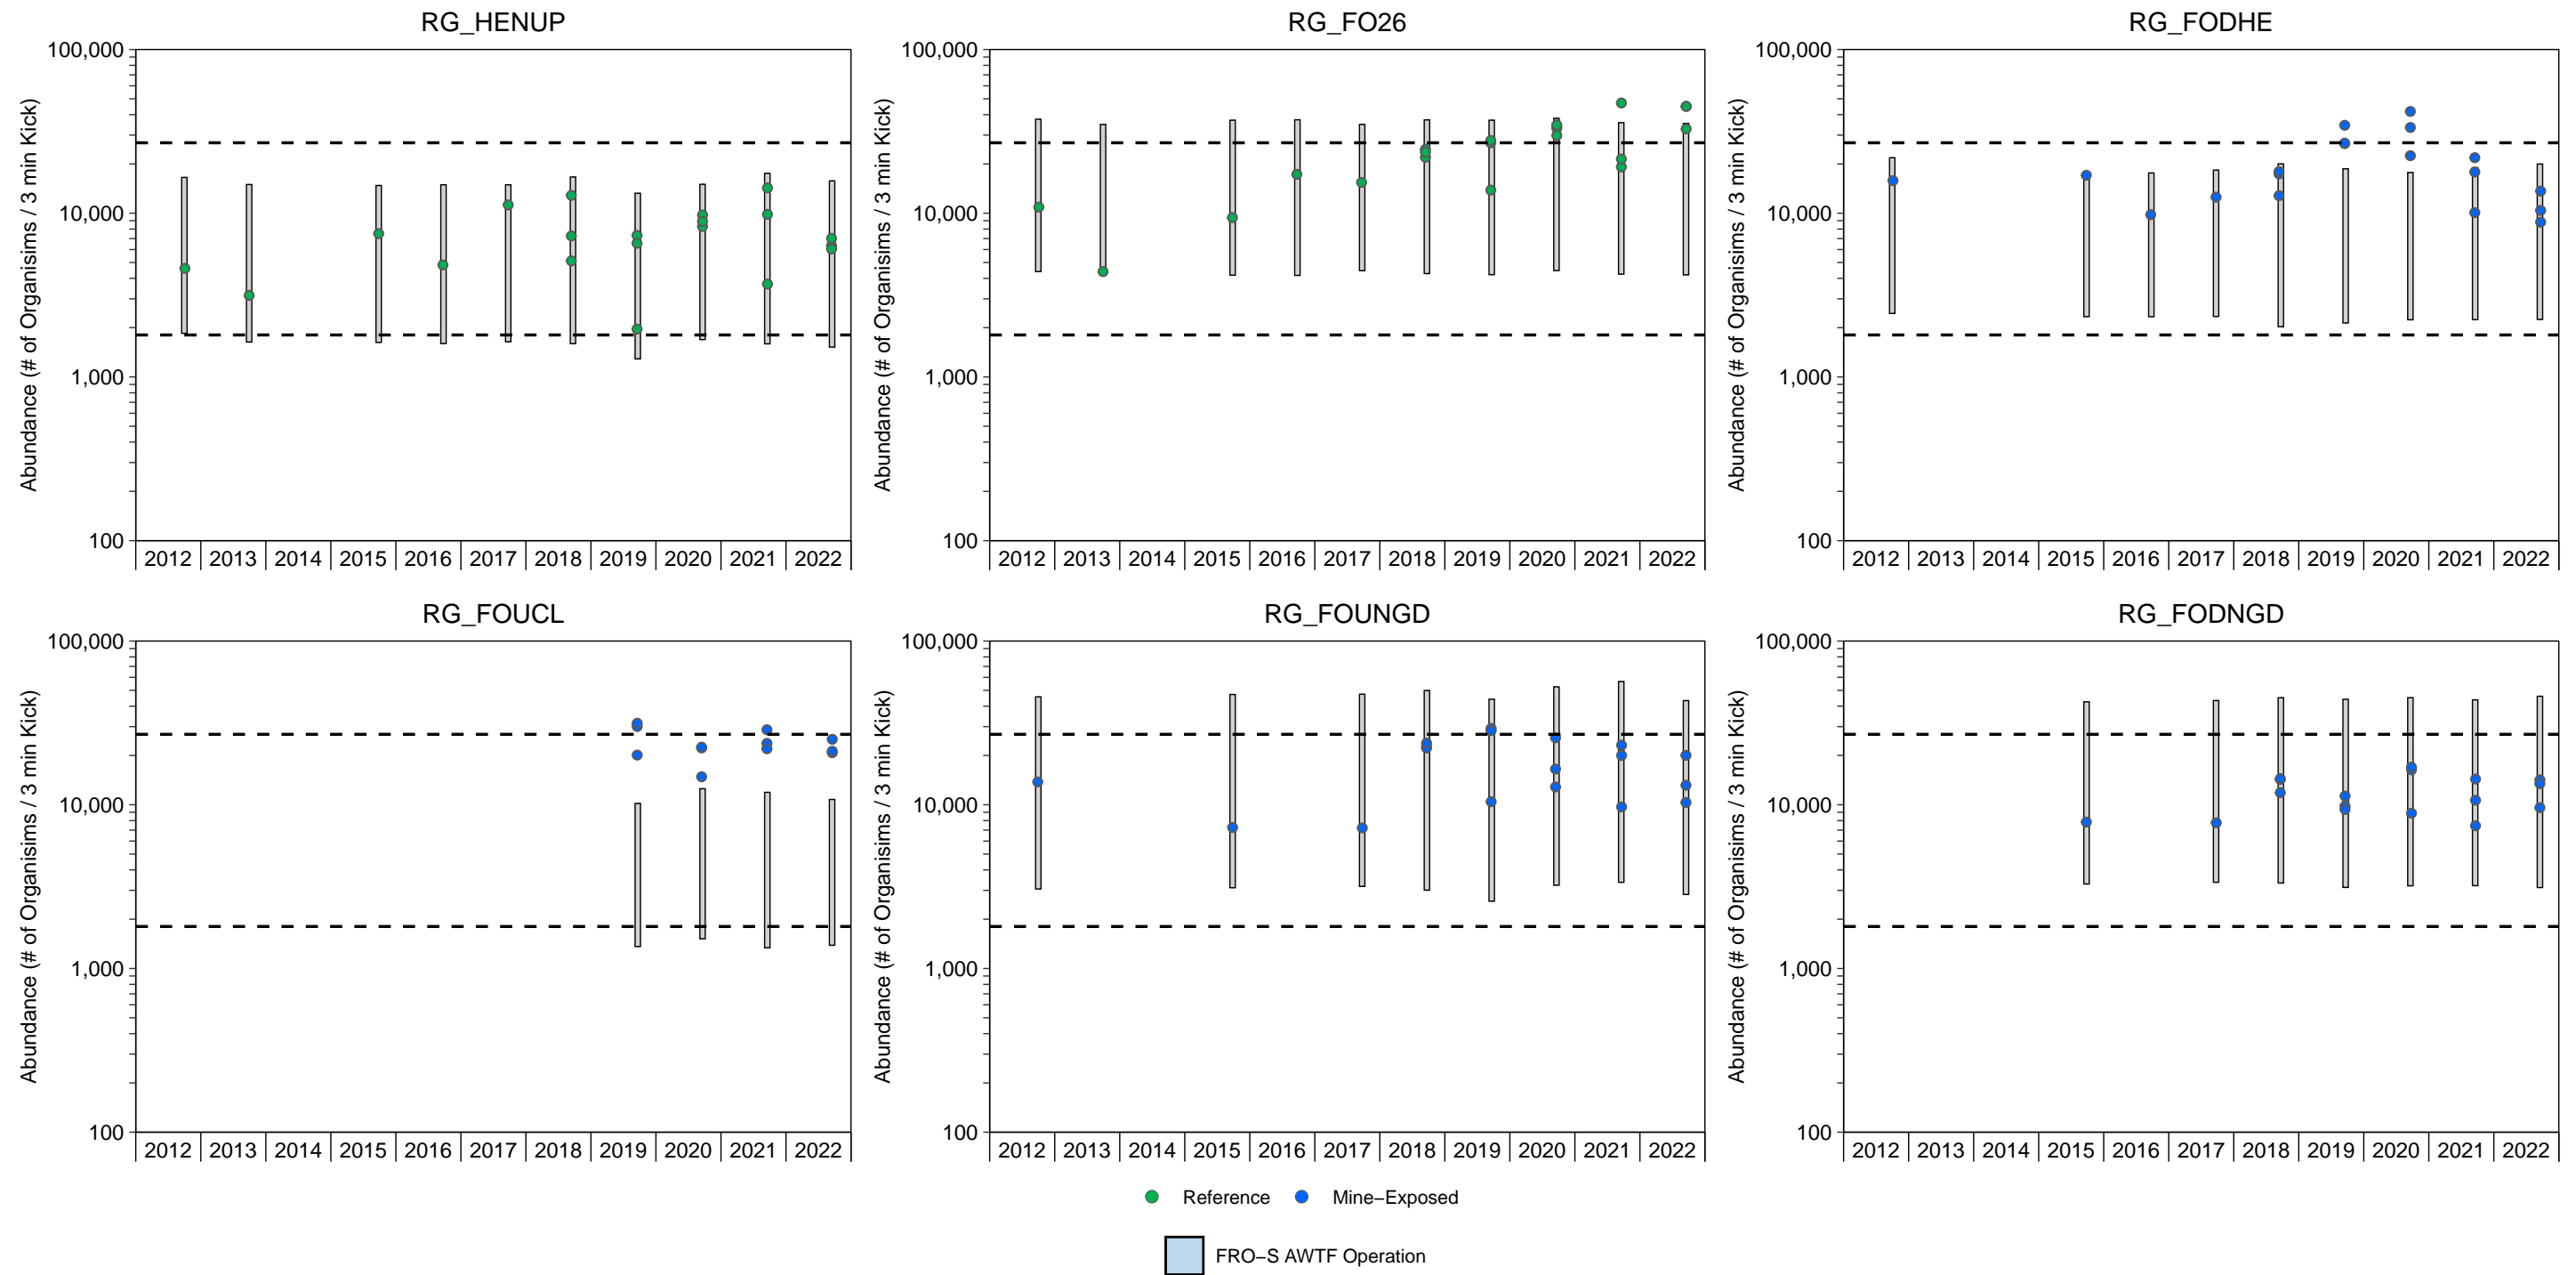 RG_HENUP
RG_FO26
RG_FODHE
Abundance (# of Organisims / 3 min Kick)
100,000
10,000
1,000
100
2012 2013 2014 2015 2016 2017 2018 2019 2020 2021 2022
Abundance (# of Organisims / 3 min Kick)
100,000
10,000
1,000
100
2012 2013 2014 2015 2016 2017 2018 2019 2020 2021 2022
Abundance (# of Organisims / 3 min Kick)
100,000
10,000
1,000
100
2012 2013 2014 2015 2016 2017 2018 2019 2020 2021 2022
RG_FOUCL
RG_FOUNGD
RG_FODNGD
Abundance (# of Organisims / 3 min Kick)
100,000
10,000
1,000
100
2012 2013 2014 2015 2016 2017 2018 2019 2020 2021 2022
Abundance (# of Organisims / 3 min Kick)
100,000
10,000
1,000
100
2012 2013 2014 2015 2016 2017 2018 2019 2020 2021 2022
Abundance (# of Organisims / 3 min Kick)
100,000
10,000
1,000
100
2012 2013 2014 2015 2016 2017 2018 2019 2020 2021 2022
Reference Mine−Exposed
FRO−S AWTF Operation